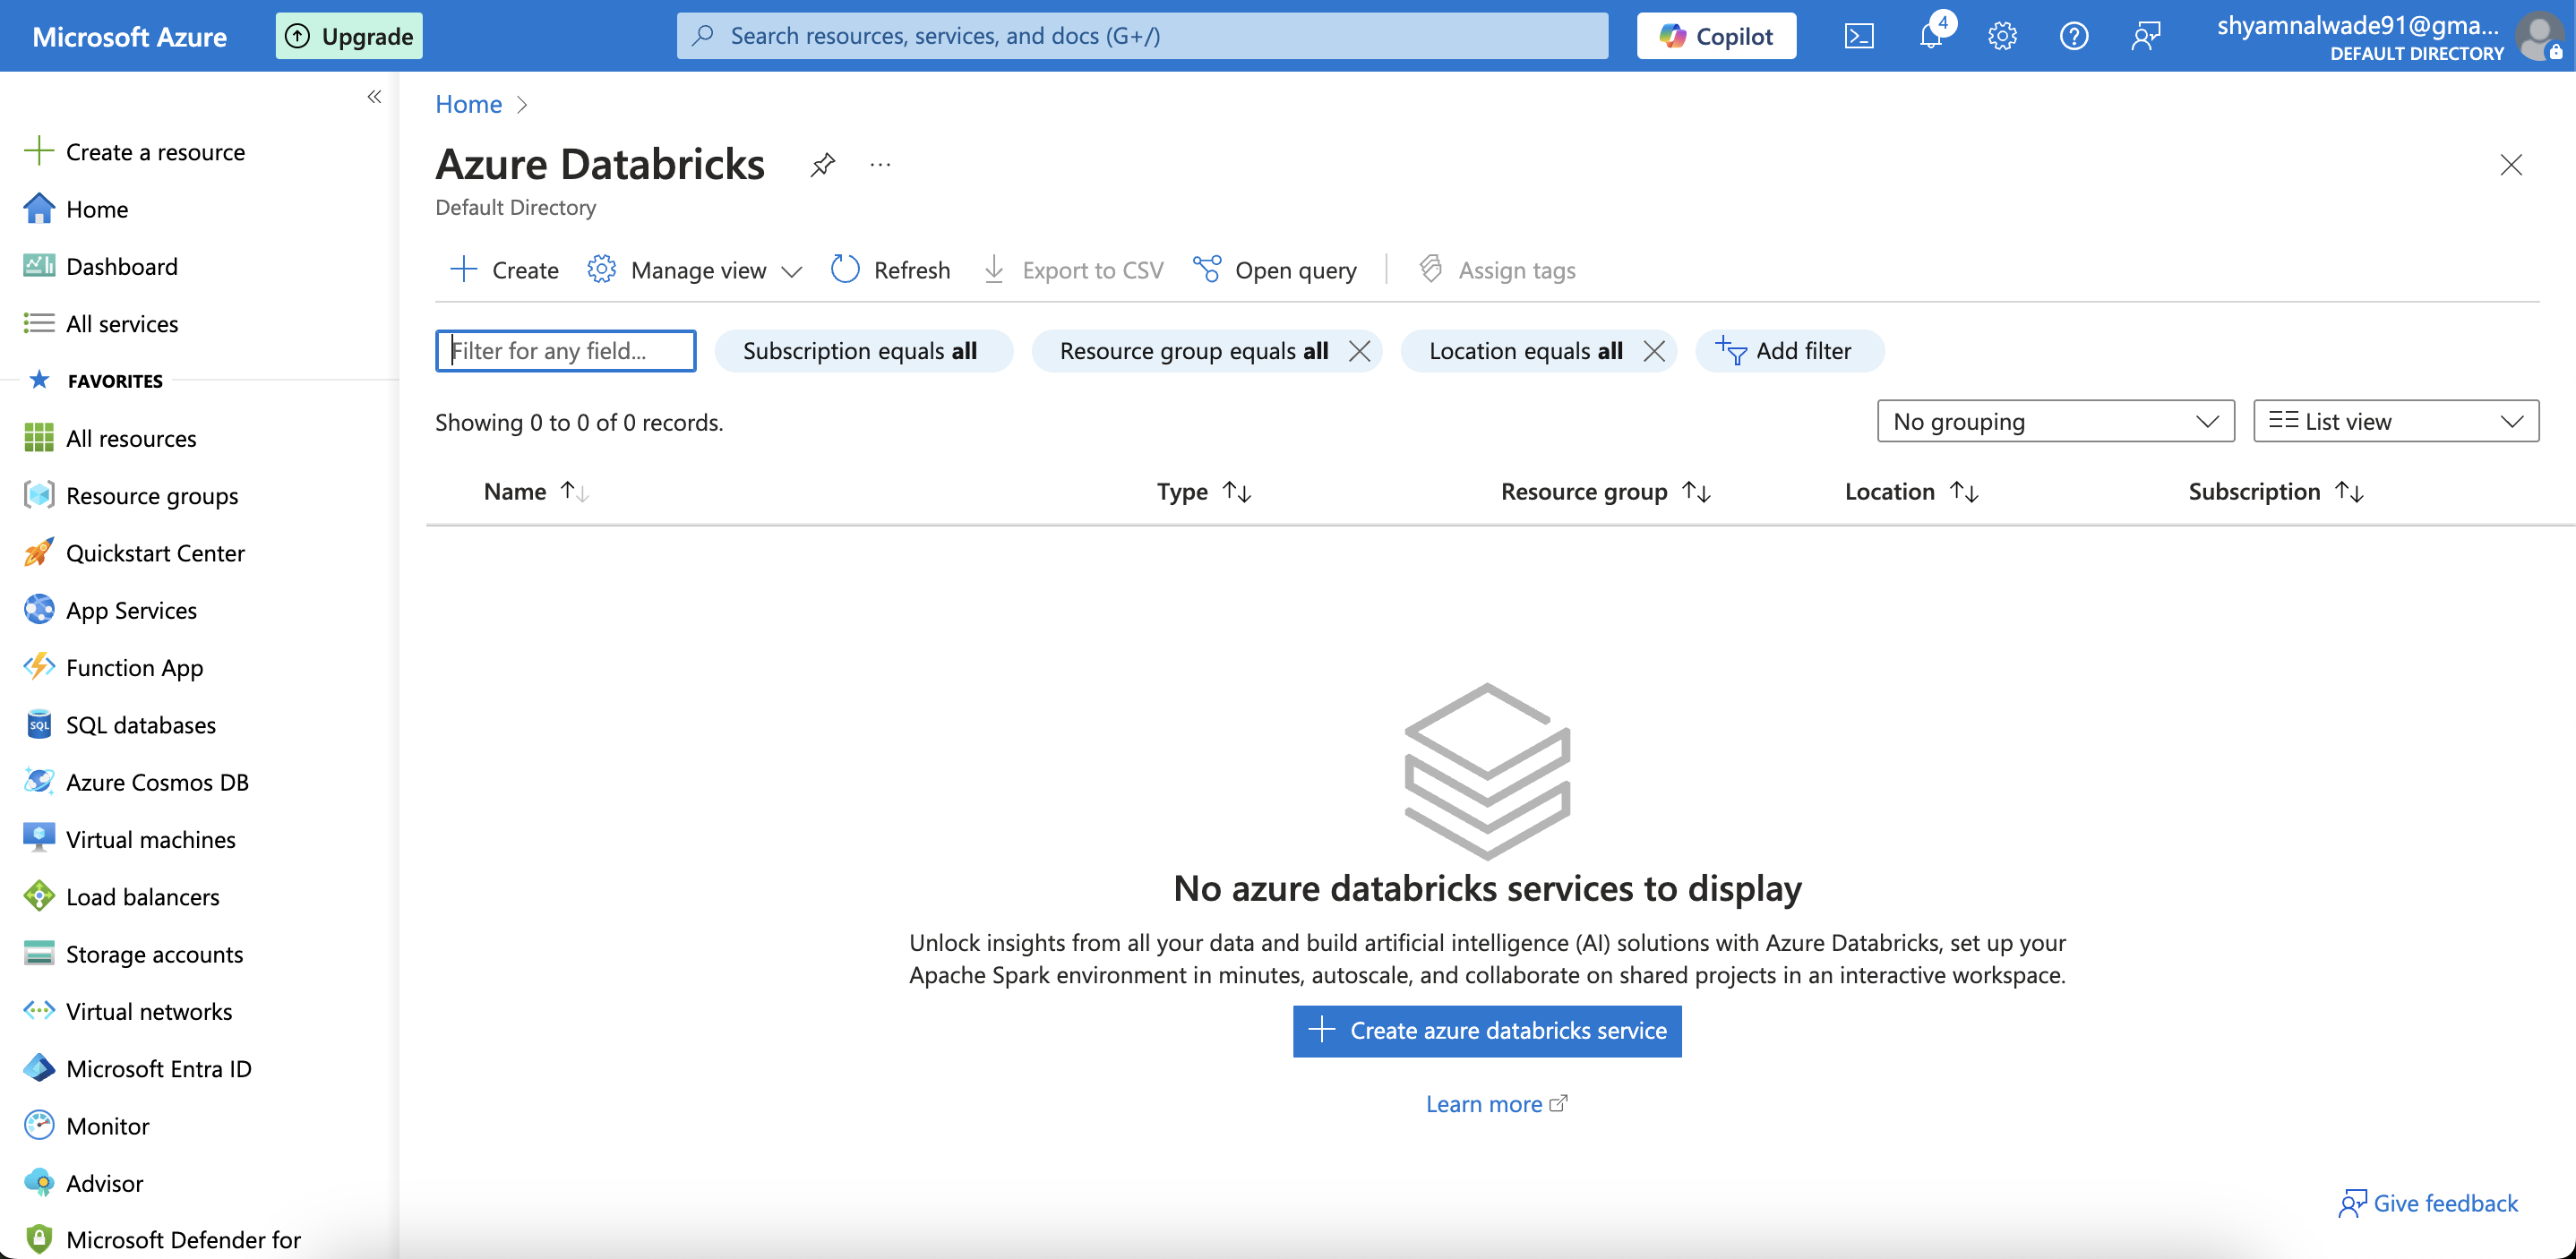 Microsoft Azure
Upgrade
Search resources, services, and docs (G+/)
Copilot
4
shyamnalwade91@gma...
DEFAULT DIRECTORY
Create a resource
Home
Dashboard
All services
FAVORITES
All resources
Resource groups
Quickstart Center
App Services
Function App
SQL
SQL databases
Azure Cosmos DB
Virtual machines
Load balancers
Storage accounts
Virtual networks
Microsoft Entra ID
Monitor
Advisor
Microsoft Defender for
Home
Azure Databricks
Default Directory
Create
Manage view
Refresh
Export to CSV
Open query
Assign tags
Filter for any field...
Subscription equals all
Resource group equals all
Location equals all
Add filter
Showing 0 to 0 of 0 records.
No grouping
List view
Name
Type
Resource group
Location
Subscription
No azure databricks services to display
Unlock insights from all your data and build artificial intelligence (AI) solutions with Azure Databricks, set up your
Apache Spark environment in minutes, autoscale, and collaborate on shared projects in an interactive workspace.
Create azure databricks service
Learn more
Give feedback